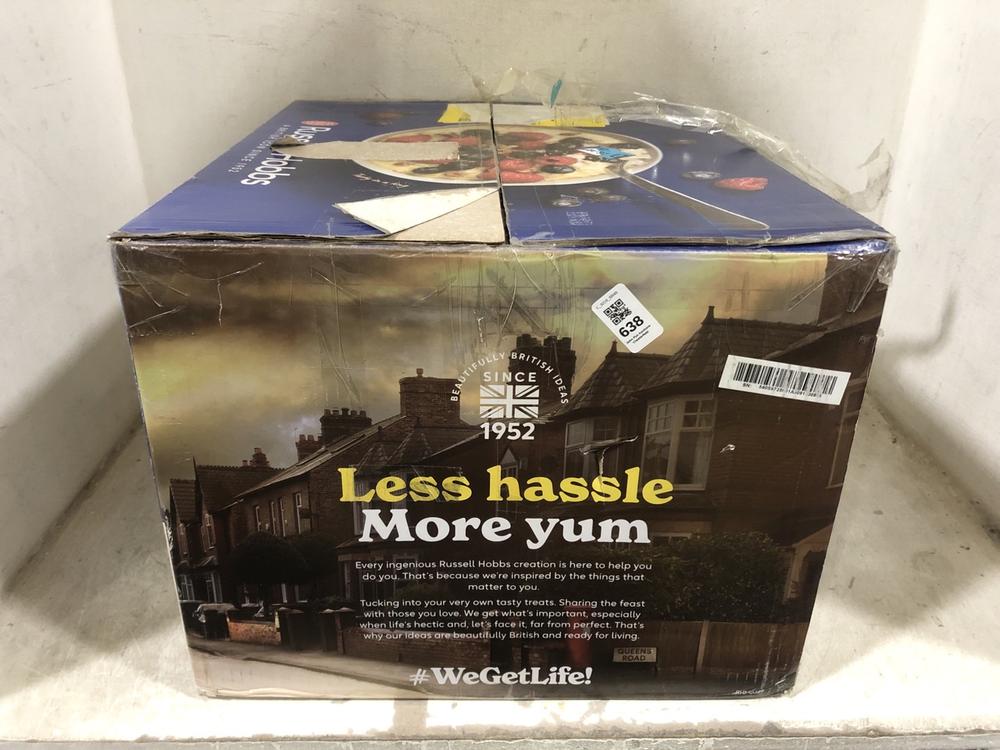 Hobbs
SINCE 1952
638
BEAUTIFULLY BRITISH IDEAS
SINCE
1952
Less hassle
More yum
Every ingenious Russell Hobbs creation is here to help you
do you. That's because we're inspired by the things that
matter to you.
Tucking into your very own tasty treats. Sharing the feast
with those you love. We get what's important, especially
when life's hectic and, let's face it, far from perfect. That's
why our ideas are beautifully British and ready for living.
QUEENS
ROAD
#WeGetLife!